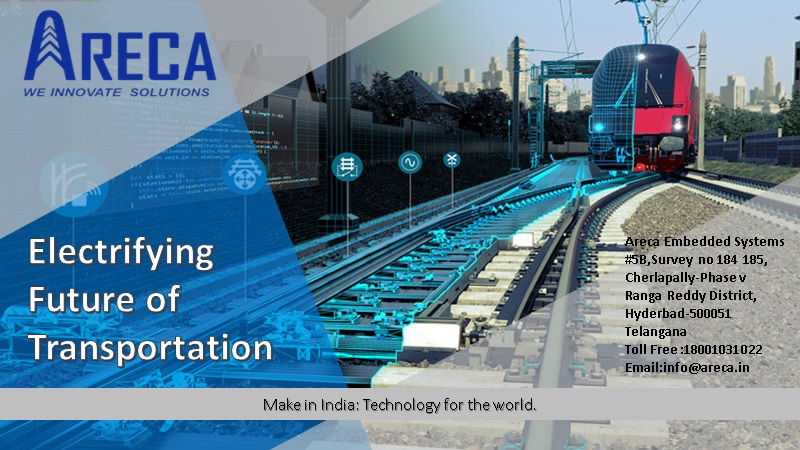 ARECA
WE INNOVATE SOLUTIONS
Electrifying
Future of
Transportation
Areca Embedded Systems
#5B,Survey no 184 185,
Cherlapally-Phase v
Ranga Reddy District,
Hyderbad-500051
Telangana
Toll Free :18001031022
Email:info@areca.in
Make in India: Technology for the world.